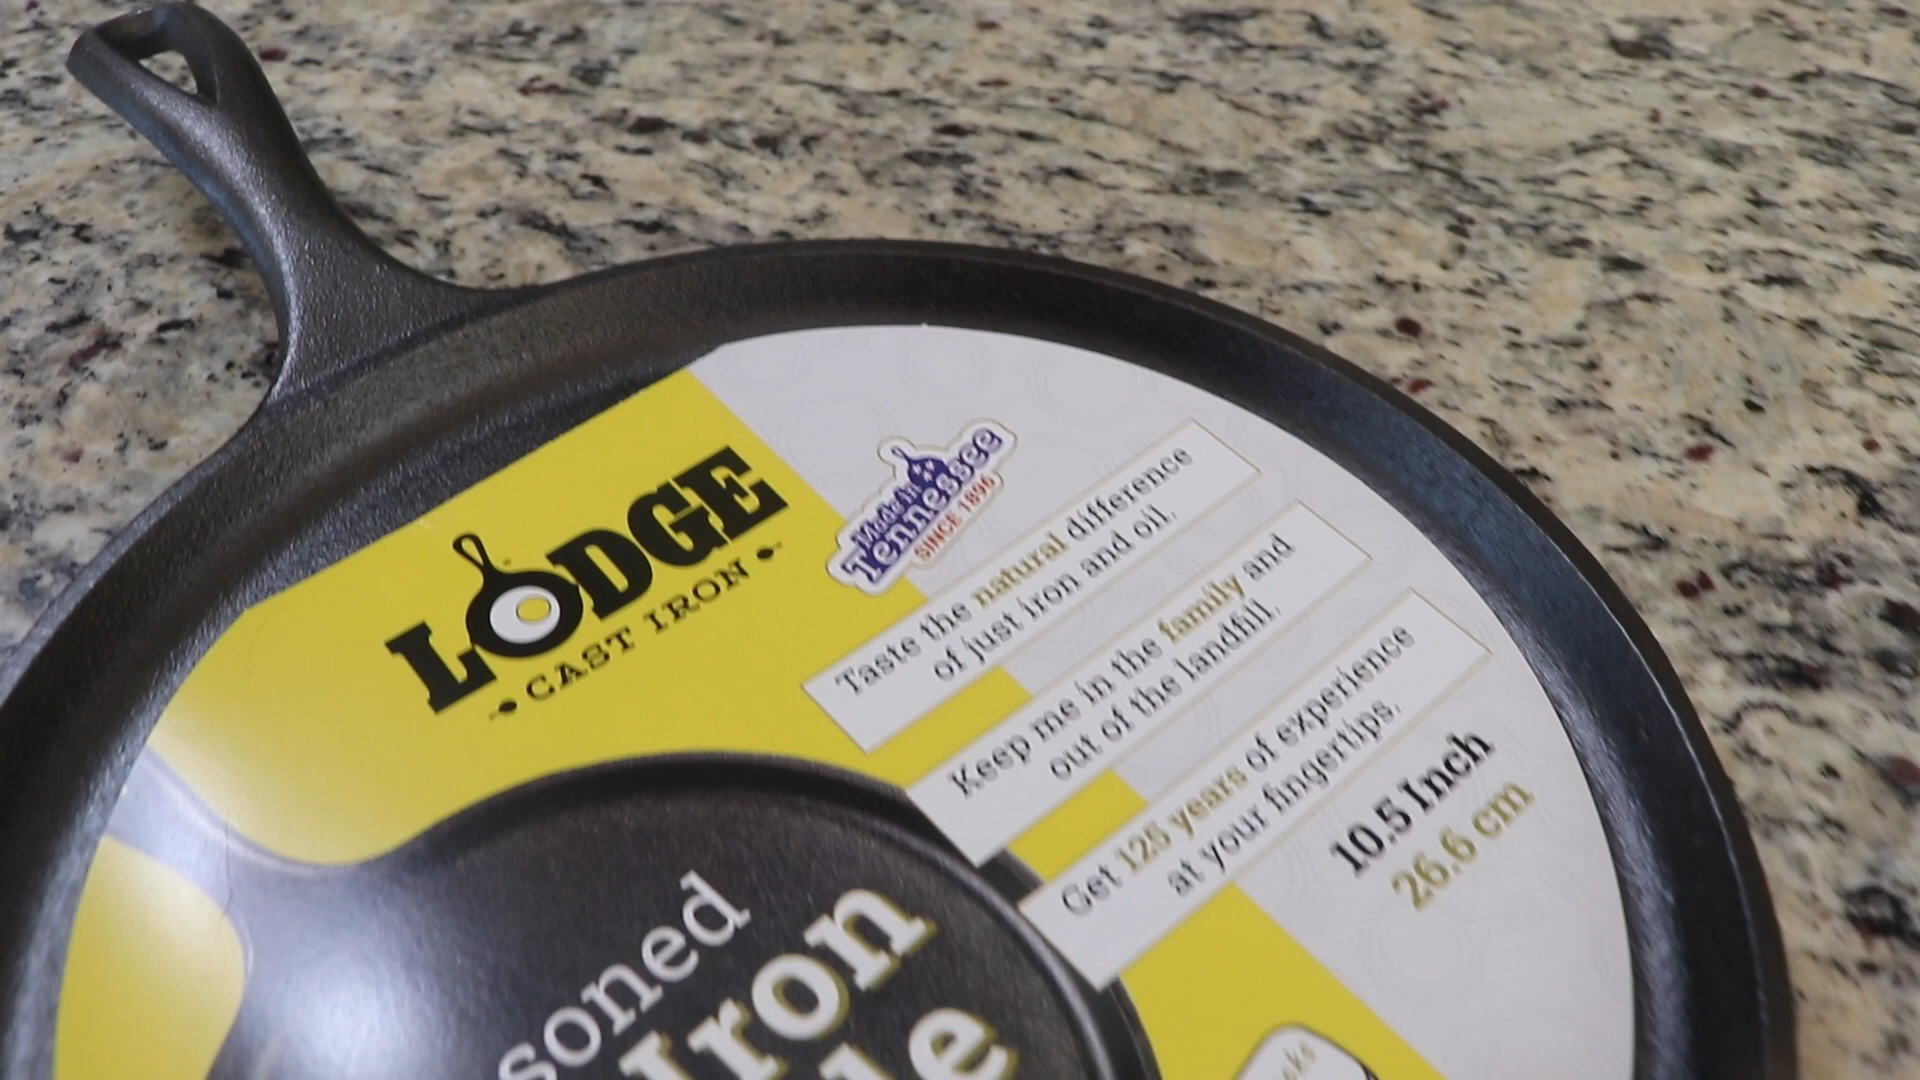 LODGE
CAST IRON
Made in
Tennessee
SINCE 1896
Taste the natural difference
of just iron and oil.
Keep me in the family and
out of the landfill.
Get 125 years of experience
at your fingertips.
10.5 Inch
26.6 cm
soned
Iron
le